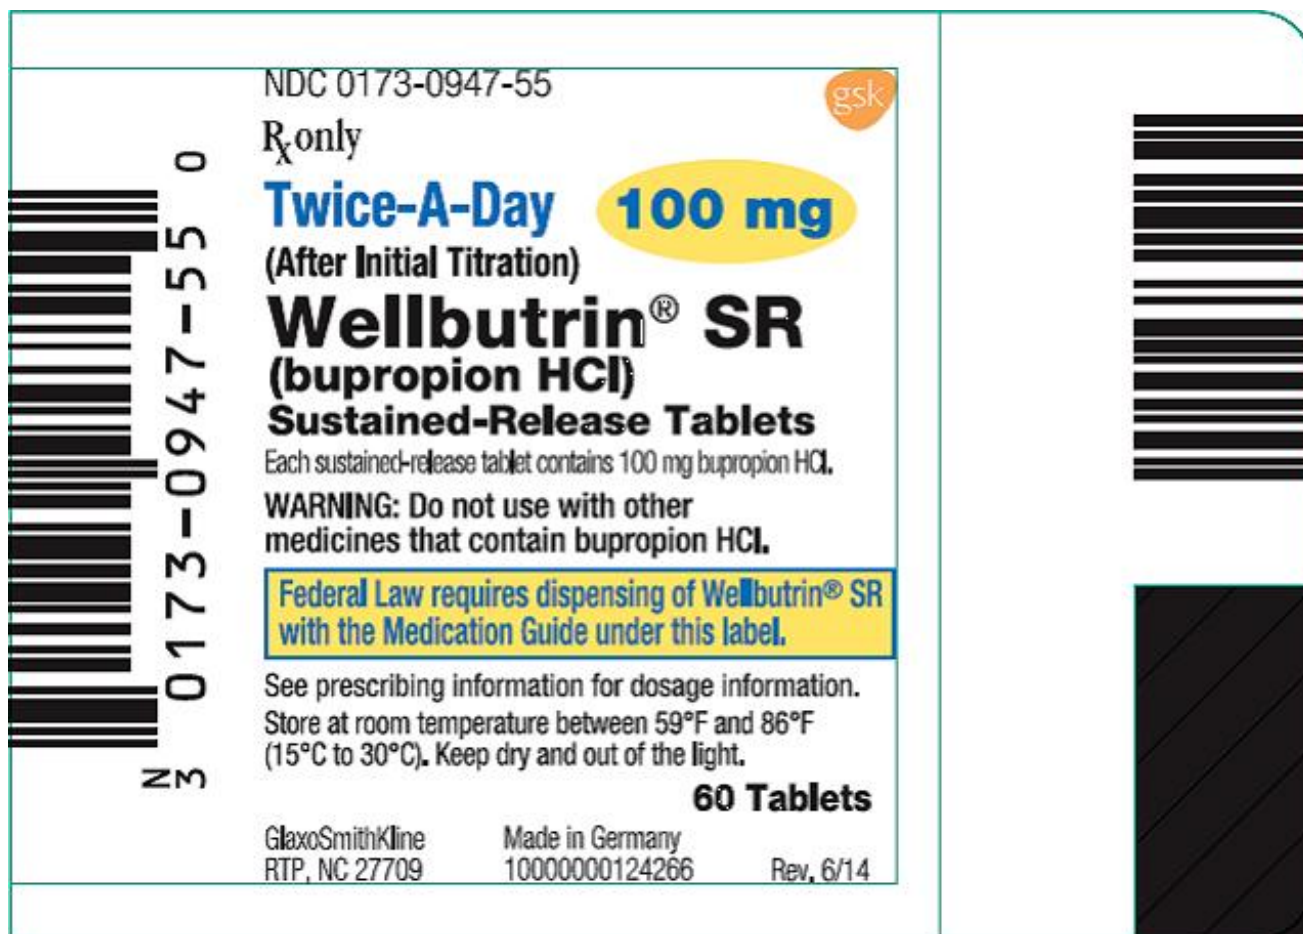 NDC 0173-0947-55
gsk
Rx only
Twice-A-Day
100 mg
(After Initial Titration)
Wellbutrin® SR
(bupropion HCl)
Sustained-Release Tablets
Each sustained-release tablet contains 100 mg bupropion HCl.
WARNING: Do not use with other
medicines that contain bupropion HCl.
Federal Law requires dispensing of Wellbutrin® SR
with the Medication Guide under this label.
See prescribing information for dosage information.
Store at room temperature between 59°F and 86°F
(15°C to 30°C). Keep dry and out of the light.
60 Tablets
GlaxoSmithKline Made in Germany
RTP, NC 27709 10000000124266 Rev. 6/14
N3 0173-0947-55 0